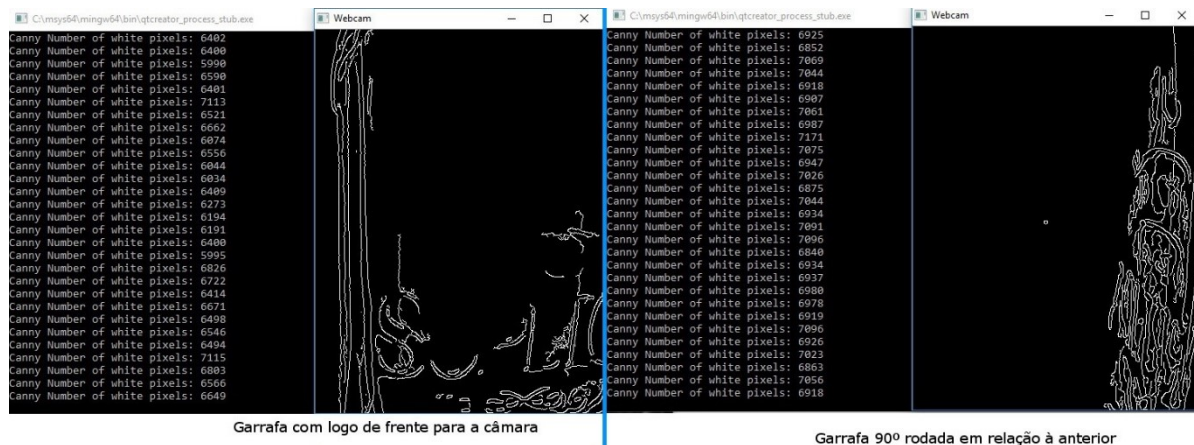 C:\msys64\mingw64\bin\qtcreator_process_stub.exe
Webcam
Canny Number of white pixels: 6402
Canny Number of white pixels: 6400
Canny Number of white pixels: 5990
Canny Number of white pixels: 6590
Canny Number of white pixels: 6401
Canny Number of white pixels: 7113
Canny Number of white pixels: 6521
Canny Number of white pixels: 6662
Canny Number of white pixels: 6074
Canny Number of white pixels: 6556
Canny Number of white pixels: 6044
Canny Number of white pixels: 6034
Canny Number of white pixels: 6409
Canny Number of white pixels: 6273
Canny Number of white pixels: 6194
Canny Number of white pixels: 6191
Canny Number of white pixels: 6400
Canny Number of white pixels: 5995
Canny Number of white pixels: 6826
Canny Number of white pixels: 6722
Canny Number of white pixels: 6414
Canny Number of white pixels: 6671
Canny Number of white pixels: 6498
Canny Number of white pixels: 6546
Canny Number of white pixels: 6494
Canny Number of white pixels: 7115
Canny Number of white pixels: 6803
Canny Number of white pixels: 6566
Canny Number of white pixels: 6649
Garrafa com logo de frente para a câmara
C:\msys64\mingw64\bin\qtcreator_process_stub.exe
Webcam
Canny Number of white pixels: 6925
Canny Number of white pixels: 6852
Canny Number of white pixels: 7069
Canny Number of white pixels: 7044
Canny Number of white pixels: 6918
Canny Number of white pixels: 6907
Canny Number of white pixels: 7061
Canny Number of white pixels: 6987
Canny Number of white pixels: 7171
Canny Number of white pixels: 7075
Canny Number of white pixels: 6947
Canny Number of white pixels: 7026
Canny Number of white pixels: 6875
Canny Number of white pixels: 7044
Canny Number of white pixels: 6934
Canny Number of white pixels: 7091
Canny Number of white pixels: 7096
Canny Number of white pixels: 6840
Canny Number of white pixels: 6934
Canny Number of white pixels: 6937
Canny Number of white pixels: 6980
Canny Number of white pixels: 6978
Canny Number of white pixels: 6919
Canny Number of white pixels: 7096
Canny Number of white pixels: 6926
Canny Number of white pixels: 7023
Canny Number of white pixels: 6863
Canny Number of white pixels: 7056
Canny Number of white pixels: 6918
Garrafa 90º rodada em relação à anterior